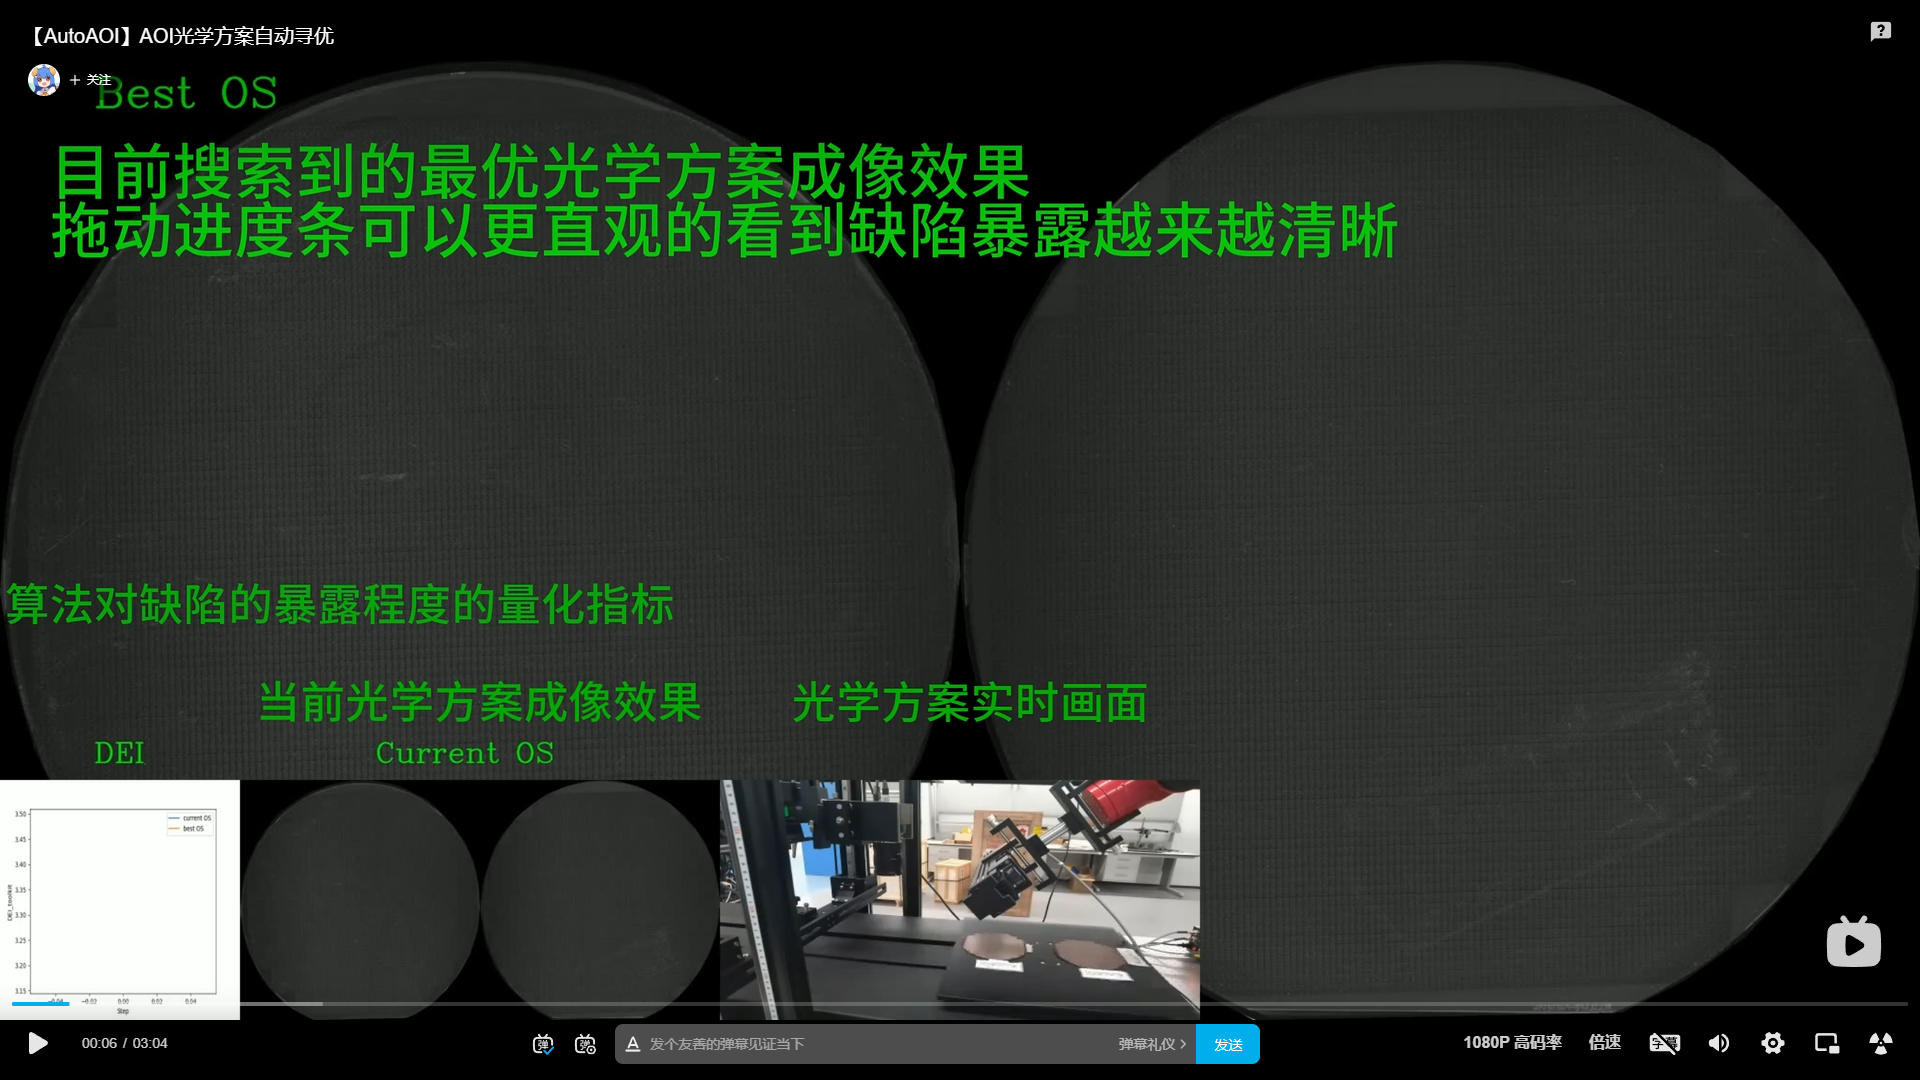 【AutoAOI】AOI光学方案自动寻优
+ 关注
Best OS
目前搜索到的最优光学方案成像效果
拖动进度条可以更直观的看到缺陷暴露越来越清晰
算法对缺陷的暴露程度的量化指标
当前光学方案成像效果
光学方案实时画面
DEI
Current OS
current OS
best OS
3.50
3.45
3.40
3.35
3.30
3.25
3.20
3.15
-0.04 -0.02 0.00 0.02 0.04
Step
00:06 / 03:04
弹
弹
A 发个友善的弹幕见证当下
弹幕礼仪 >
发送
1080P 高码率
倍速
字幕